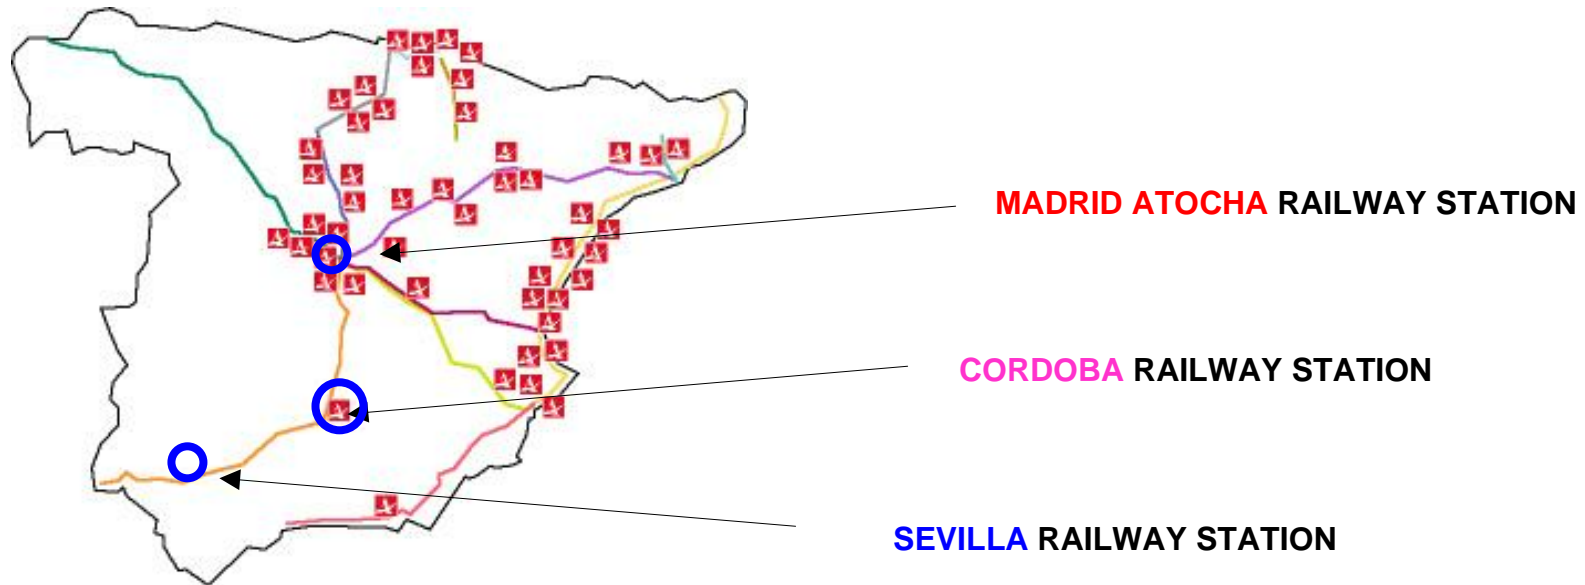 MADRID ATOCHA RAILWAY STATION
CORDOBA RAILWAY STATION
SEVILLA RAILWAY STATION